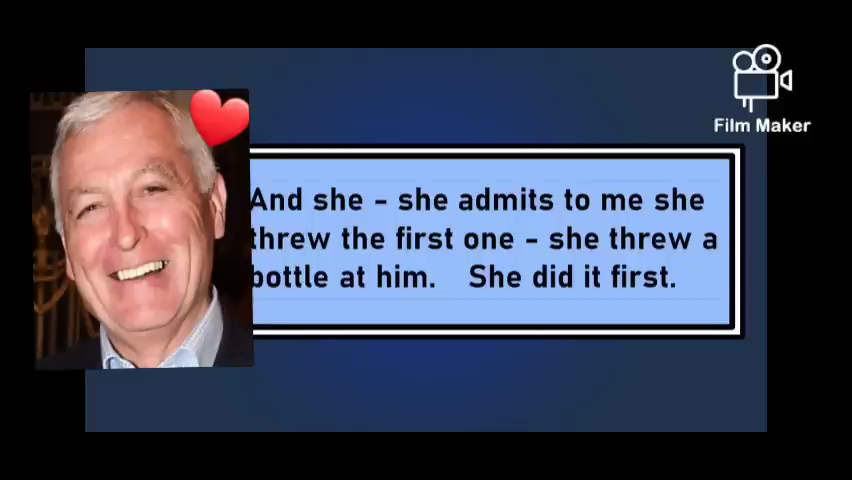 Film Maker
And she - she admits to me she
threw the first one - she threw a
bottle at him. She did it first.